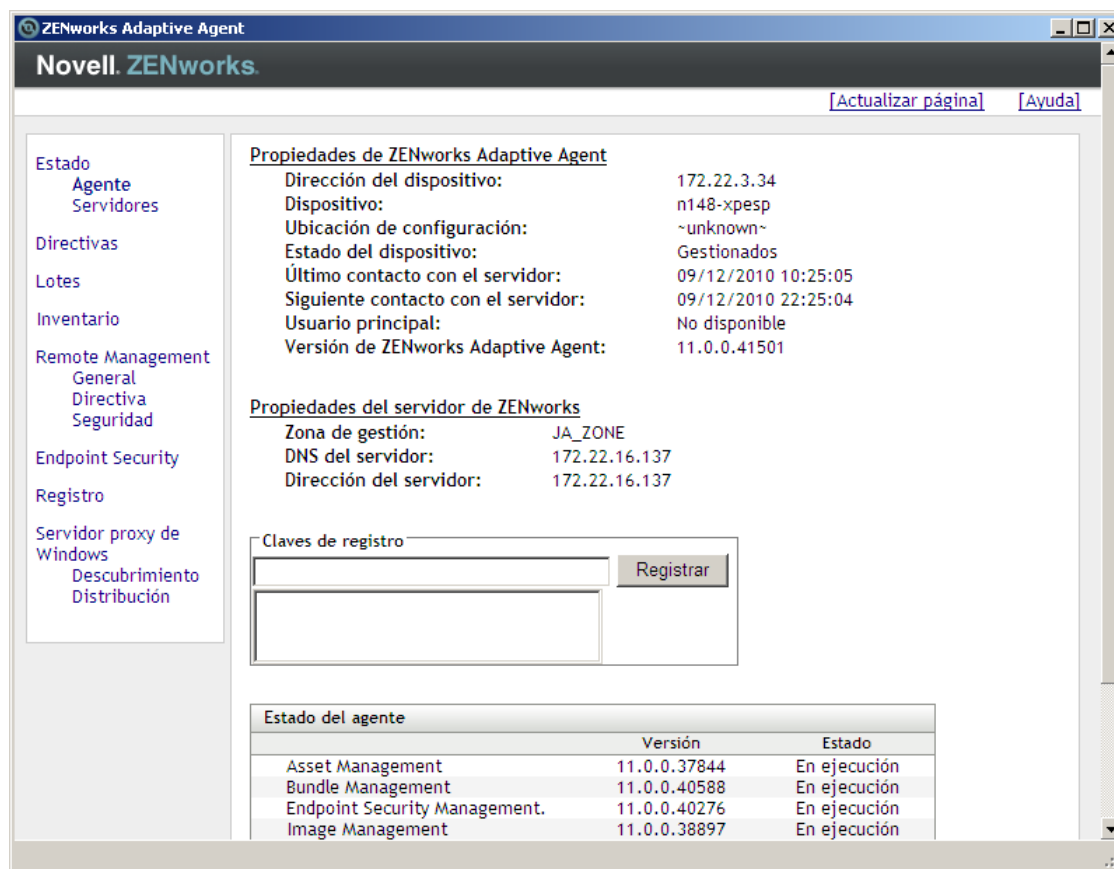 ZENworks Adaptive Agent
Novell. ZENworks.
[Actualizar página] [Ayuda]
Estado
Agente
Servidores
Directivas
Lotes
Inventario
Remote Management
General
Directiva
Seguridad
Endpoint Security
Registro
Servidor proxy de
Windows
Descubrimiento
Distribución
Propiedades de ZENworks Adaptive Agent
Dirección del dispositivo: 172.22.3.34
Dispositivo: n148-xpesp
Ubicación de configuración: ~unknown~
Estado del dispositivo: Gestionados
Último contacto con el servidor: 09/12/2010 10:25:05
Siguiente contacto con el servidor: 09/12/2010 22:25:04
Usuario principal: No disponible
Versión de ZENworks Adaptive Agent: 11.0.0.41501
Propiedades del servidor de ZENworks
Zona de gestión: JA_ZONE
DNS del servidor: 172.22.16.137
Dirección del servidor: 172.22.16.137
Claves de registro
Registrar
Estado del agente
Versión Estado
Asset Management 11.0.0.37844 En ejecución
Bundle Management 11.0.0.40588 En ejecución
Endpoint Security Management. 11.0.0.40276 En ejecución
Image Management 11.0.0.38897 En ejecución